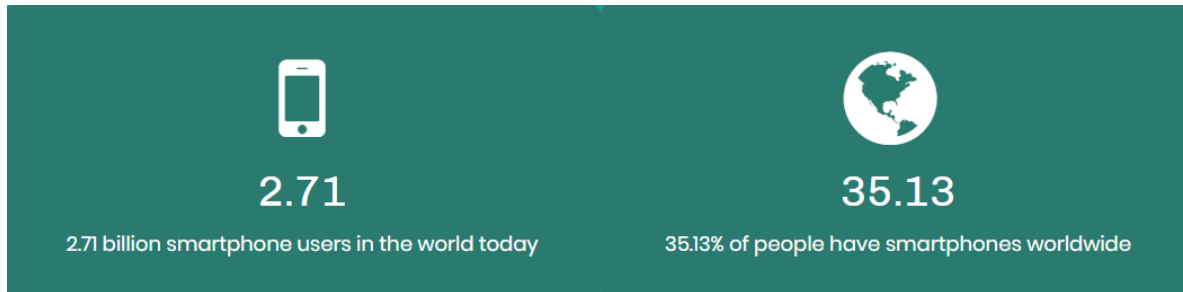 2.71
2.71 billion smartphone users in the world today
35.13
35.13% of people have smartphones worldwide